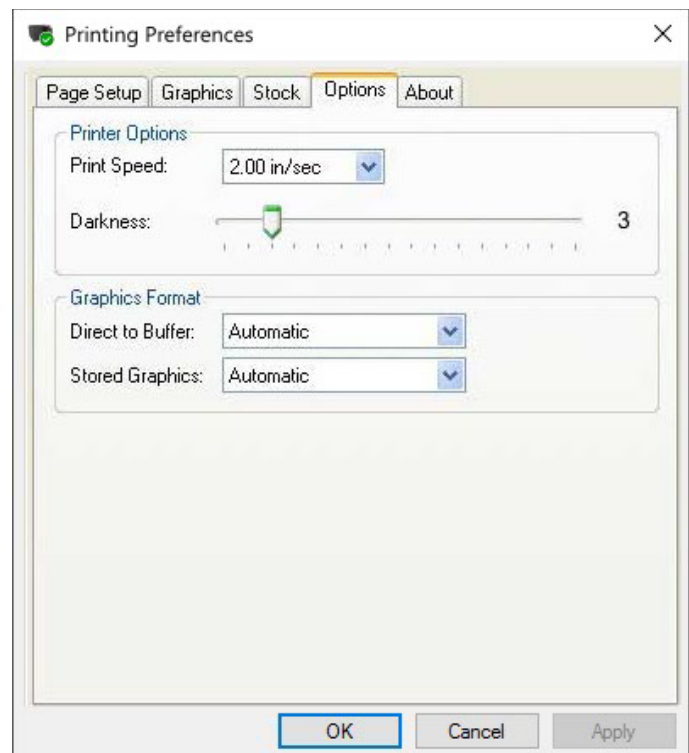 Printing Preferences
Page Setup Graphics Stock Options About
Printer Options
Print Speed: 2.00 in/sec
Darkness: 3
Graphics Format
Direct to Buffer: Automatic
Stored Graphics: Automatic
OK Cancel Apply